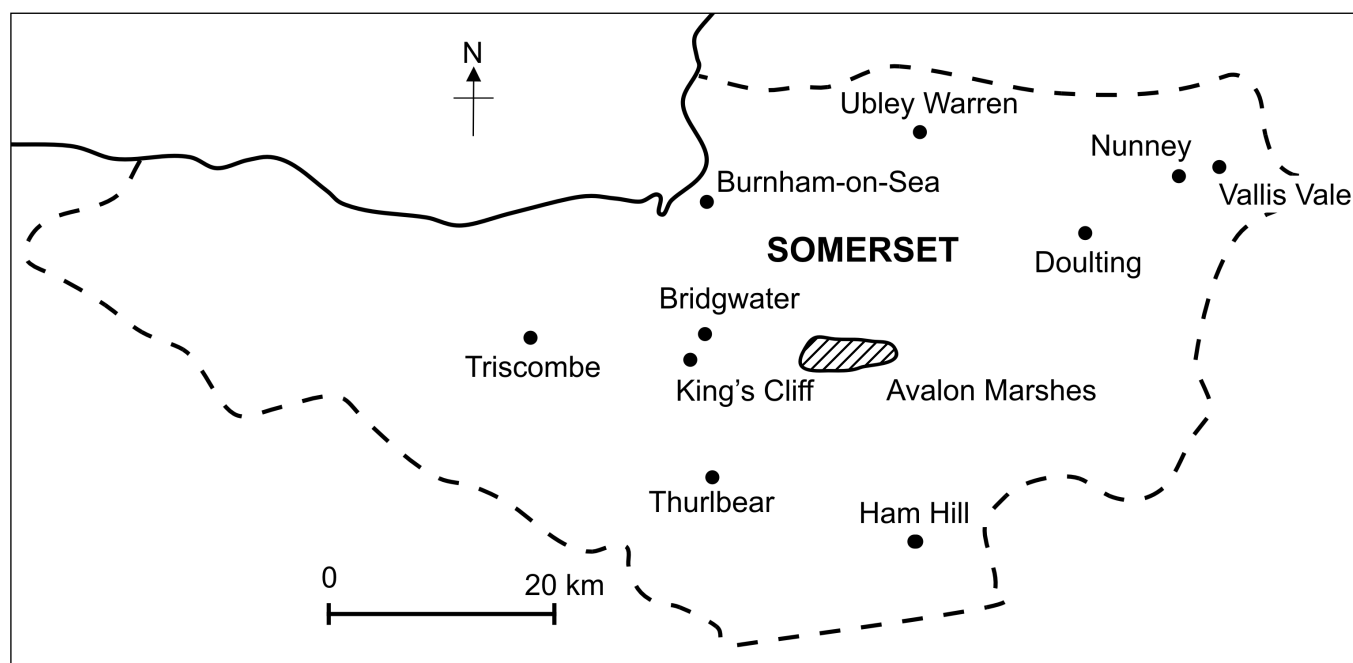 N
Ubley Warren
Nunney
Burnham-on-Sea
Vallis Vale
SOMERSET
Doulting
Bridgwater
Triscombe
King's Cliff
Avalon Marshes
Thurlbear
Ham Hill
0
20 km